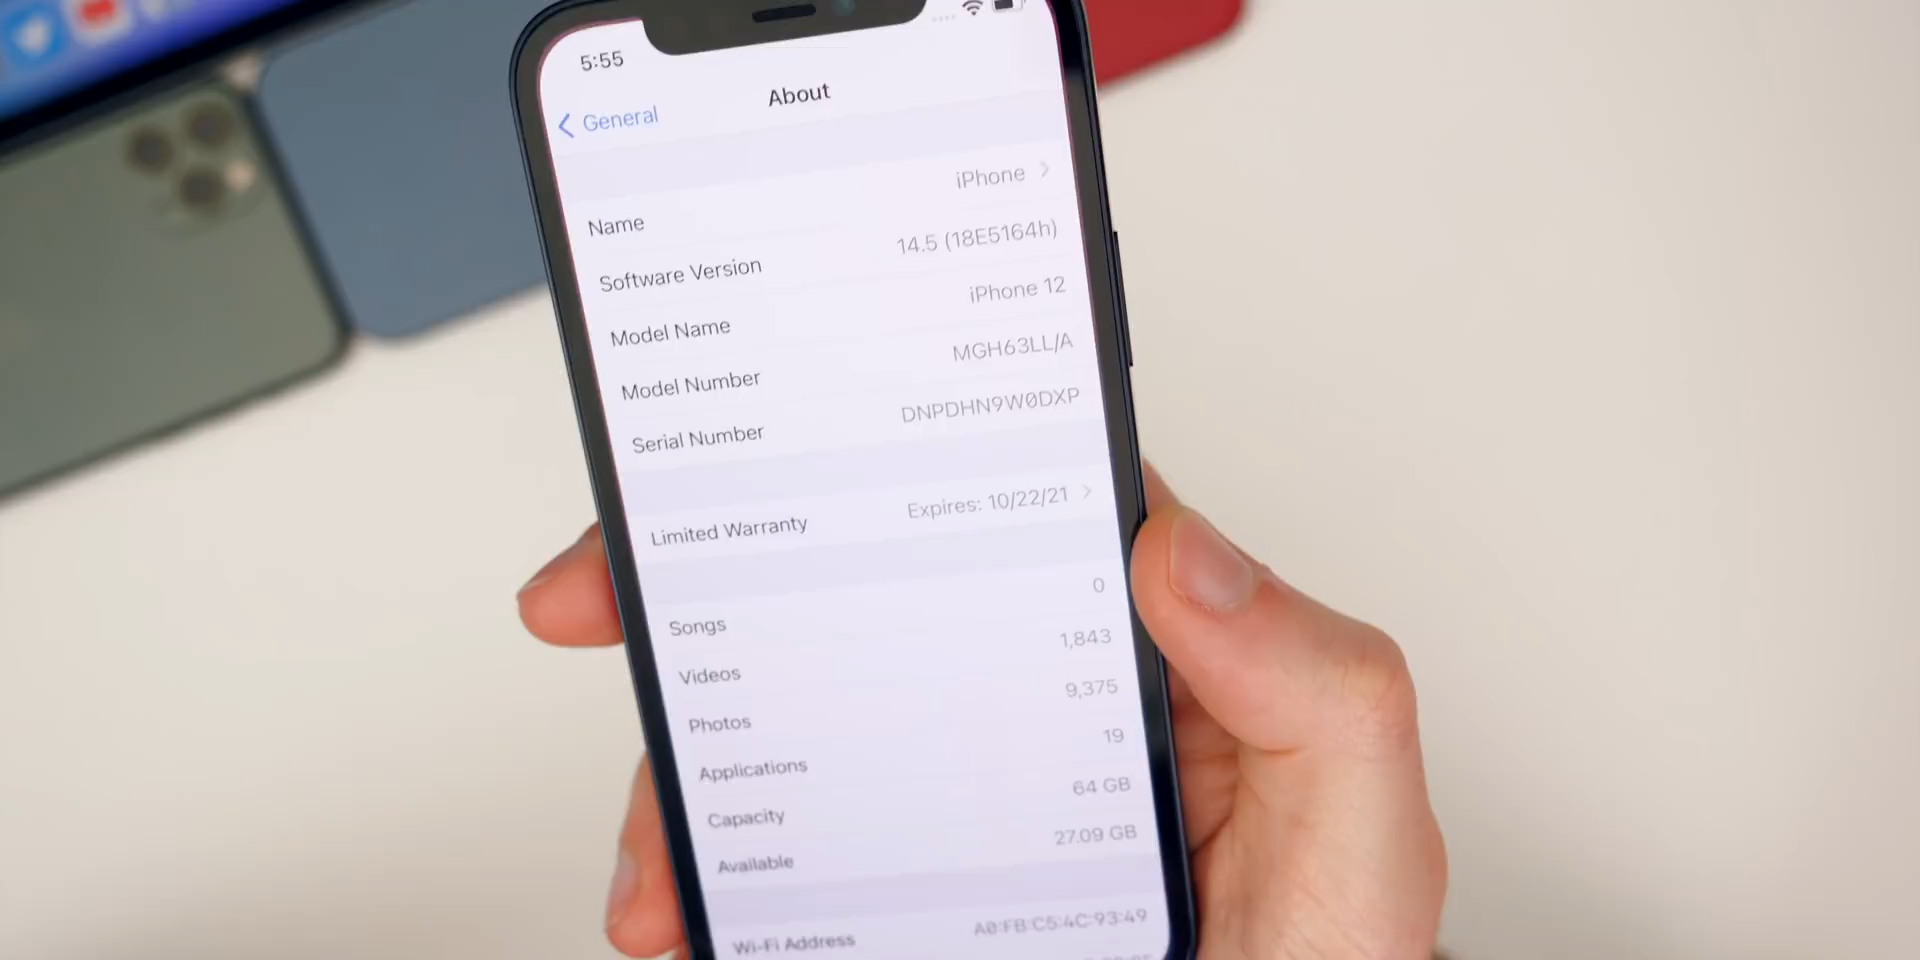 5:55
General
About
Name iPhone
Software Version 14.5 (18E5164h)
Model Name iPhone 12
Model Number MGH63LL/A
Serial Number DNPDHN9W0DXP
Limited Warranty Expires: 10/22/21
Songs 0
Videos 1,843
Photos 9,375
Applications 19
Capacity 64 GB
Available 27.09 GB
Wi-Fi Address A0:FB:C5:4C:93:49